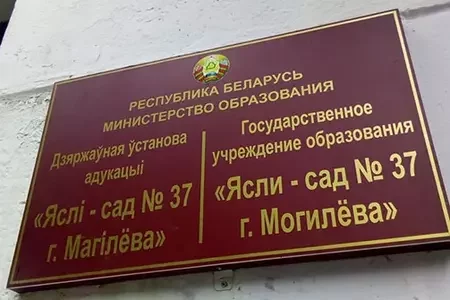 РЕСПУБЛИКА БЕЛАРУСЬ
МИНИСТЕРСТВО ОБРАЗОВАНИЯ
Дзяржаўная ўстанова
адукацыі
«Яслі - сад № 37
г. Магілёва»
Государственное
учреждение образования
«Ясли - сад № 37
г. Могилёва»